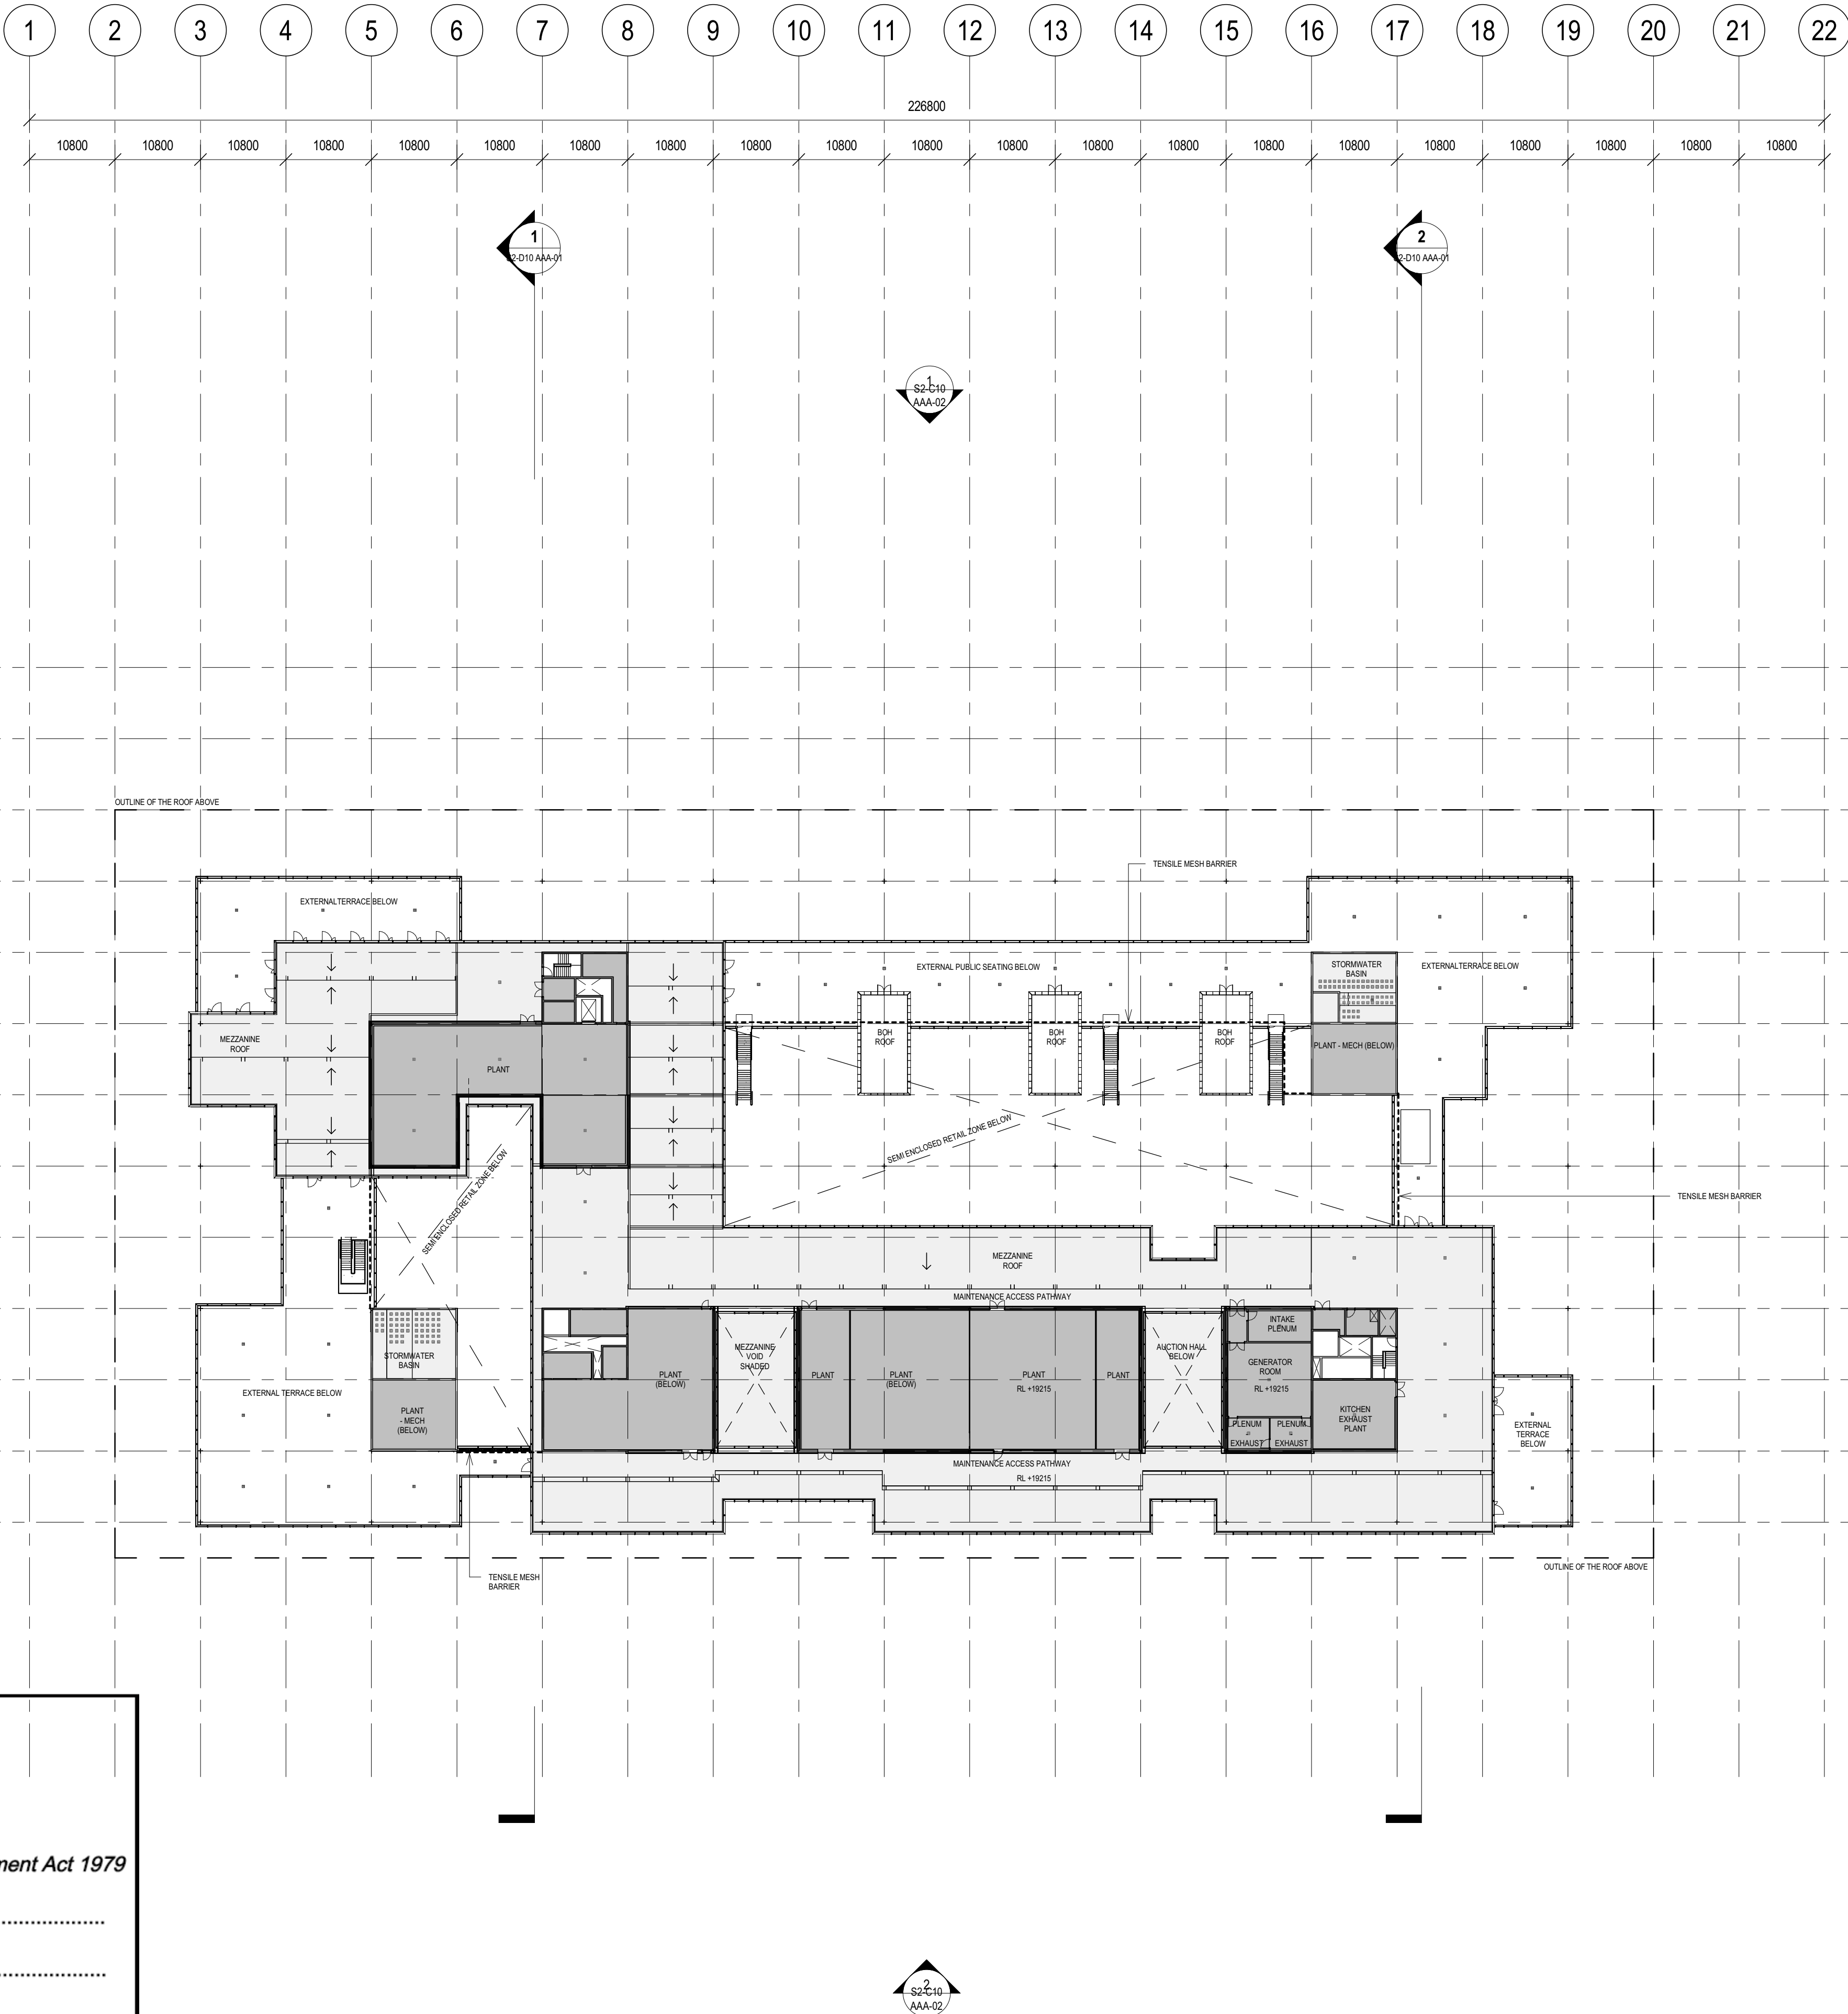 1 2 3 4 5 6 7 8 9 10 11 12 13 14 15 16 17 18 19 20 21 22
226800
10800 10800 10800 10800 10800 10800 10800 10800 10800 10800 10800 10800 10800 10800 10800 10800 10800 10800 10800 10800 10800
1
2-D10 AAA-01
2
2-D10 AAA-01
1
S2-C10
AAA-02
OUTLINE OF THE ROOF ABOVE
TENSILE MESH BARRIER
EXTERNALTERRACE BELOW
EXTERNAL PUBLIC SEATING BELOW
STORMWATER
BASIN
EXTERNALTERRACE BELOW
MEZZANINE
ROOF
BOH
ROOF
BOH
ROOF
BOH
ROOF
PLANT - MECH (BELOW)
PLANT
SEMI ENCLOSED RETAIL ZONE BELOW
SEMI ENCLOSED RETAIL ZONE BELOW
TENSILE MESH BARRIER
MEZZANINE
ROOF
MAINTENANCE ACCESS PATHWAY
INTAKE
PLENUM
STORMWATER
BASIN
MEZZANINE
VOID
SHADED
AUCTION HALL
BELOW
GENERATOR
ROOM
RL +19215
PLANT
(BELOW)
PLANT
PLANT
(BELOW)
PLANT
RL +19215
PLANT
EXTERNAL TERRACE BELOW
PLANT
- MECH
(BELOW)
KITCHEN
EXHAUST
PLANT
PLENUM
EXHAUST
PLENUM
EXHAUST
EXTERNAL
TERRACE
BELOW
MAINTENANCE ACCESS PATHWAY
RL +19215
OUTLINE OF THE ROOF ABOVE
TENSILE MESH
BARRIER
ment Act 1979
2
S2-C10
AAA-02